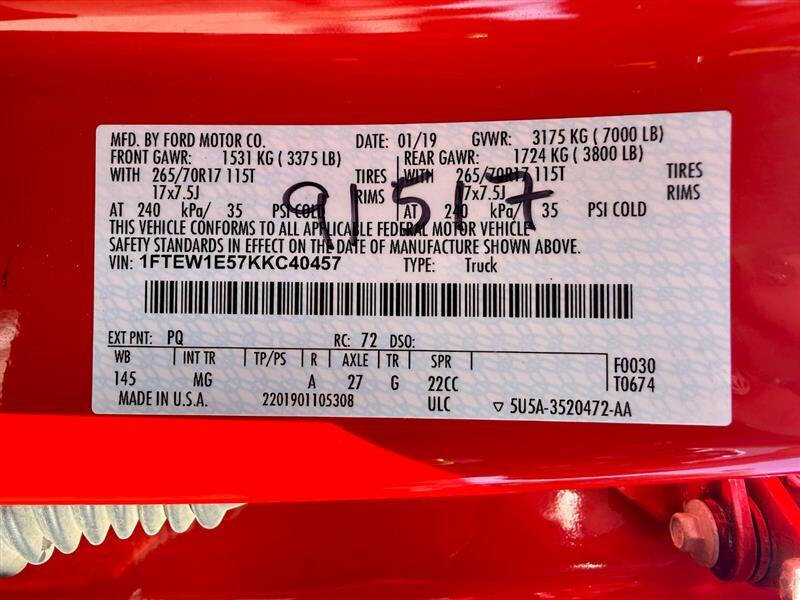 MFD. BY FORD MOTOR CO. DATE: 01/19 GVWR: 3175 KG ( 7000 LB)
FRONT GAWR: 1531 KG ( 3375 LB) REAR GAWR: 1724 KG ( 3800 LB)
WITH 265/70R17 115T TIRES WITH 265/70R17 115T TIRES
17x7.5J RIMS 17x7.5J RIMS
AT 240 kPa/ 35 PSI COLD AT 240 kPa/ 35 PSI COLD
91517
THIS VEHICLE CONFORMS TO ALL APPLICABLE FEDERAL MOTOR VEHICLE
SAFETY STANDARDS IN EFFECT ON THE DATE OF MANUFACTURE SHOWN ABOVE.
VIN: 1FTEW1E57KKC40457 TYPE: Truck
EXT PNT: PQ RC: 72 DSO:
WB INT TR TP/PS R AXLE TR SPR F0030
145 MG A 27 G 22CC T0674
MADE IN U.S.A. 2201901105308 ULC ▽ 5U5A-3520472-AA